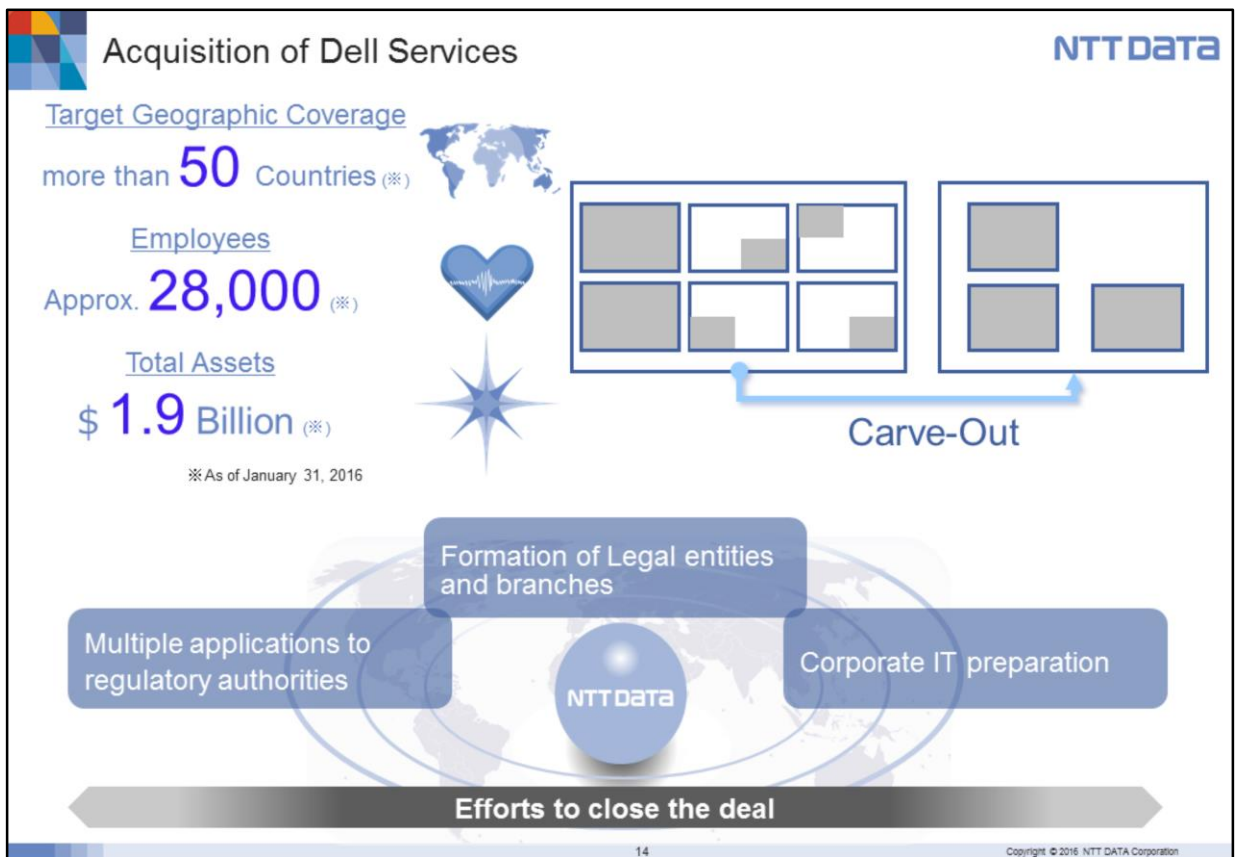 Acquisition of Dell Services
NTT DATA
Target Geographic Coverage
more than 50 Countries (※)
Employees
Approx. 28,000 (※)
Total Assets
$ 1.9 Billion (※)
※As of January 31, 2016
Carve-Out
Formation of Legal entities
and branches
Multiple applications to
regulatory authorities
Corporate IT preparation
NTT DATA
Efforts to close the deal
14
Copyright © 2016 NTT DATA Corporation